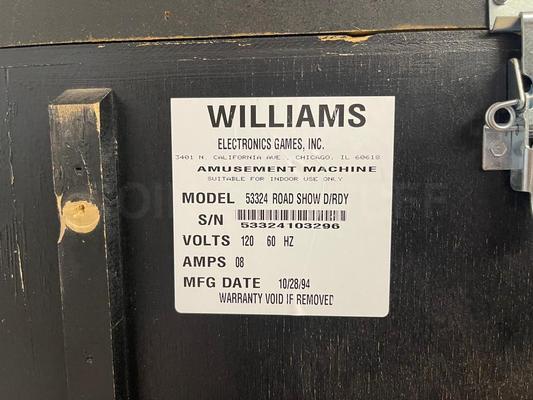 WILLIAMS
ELECTRONICS GAMES, INC.
3401 N. CALIFORNIA AVE., CHICAGO, IL 60618
AMUSEMENT MACHINE
SUITABLE FOR INDOOR USE ONLY
MODEL 53324 ROAD SHOW D/RDY
S/N 53324103296
VOLTS 120 60 HZ
AMPS 08
MFG DATE 10/28/94
WARRANTY VOID IF REMOVED